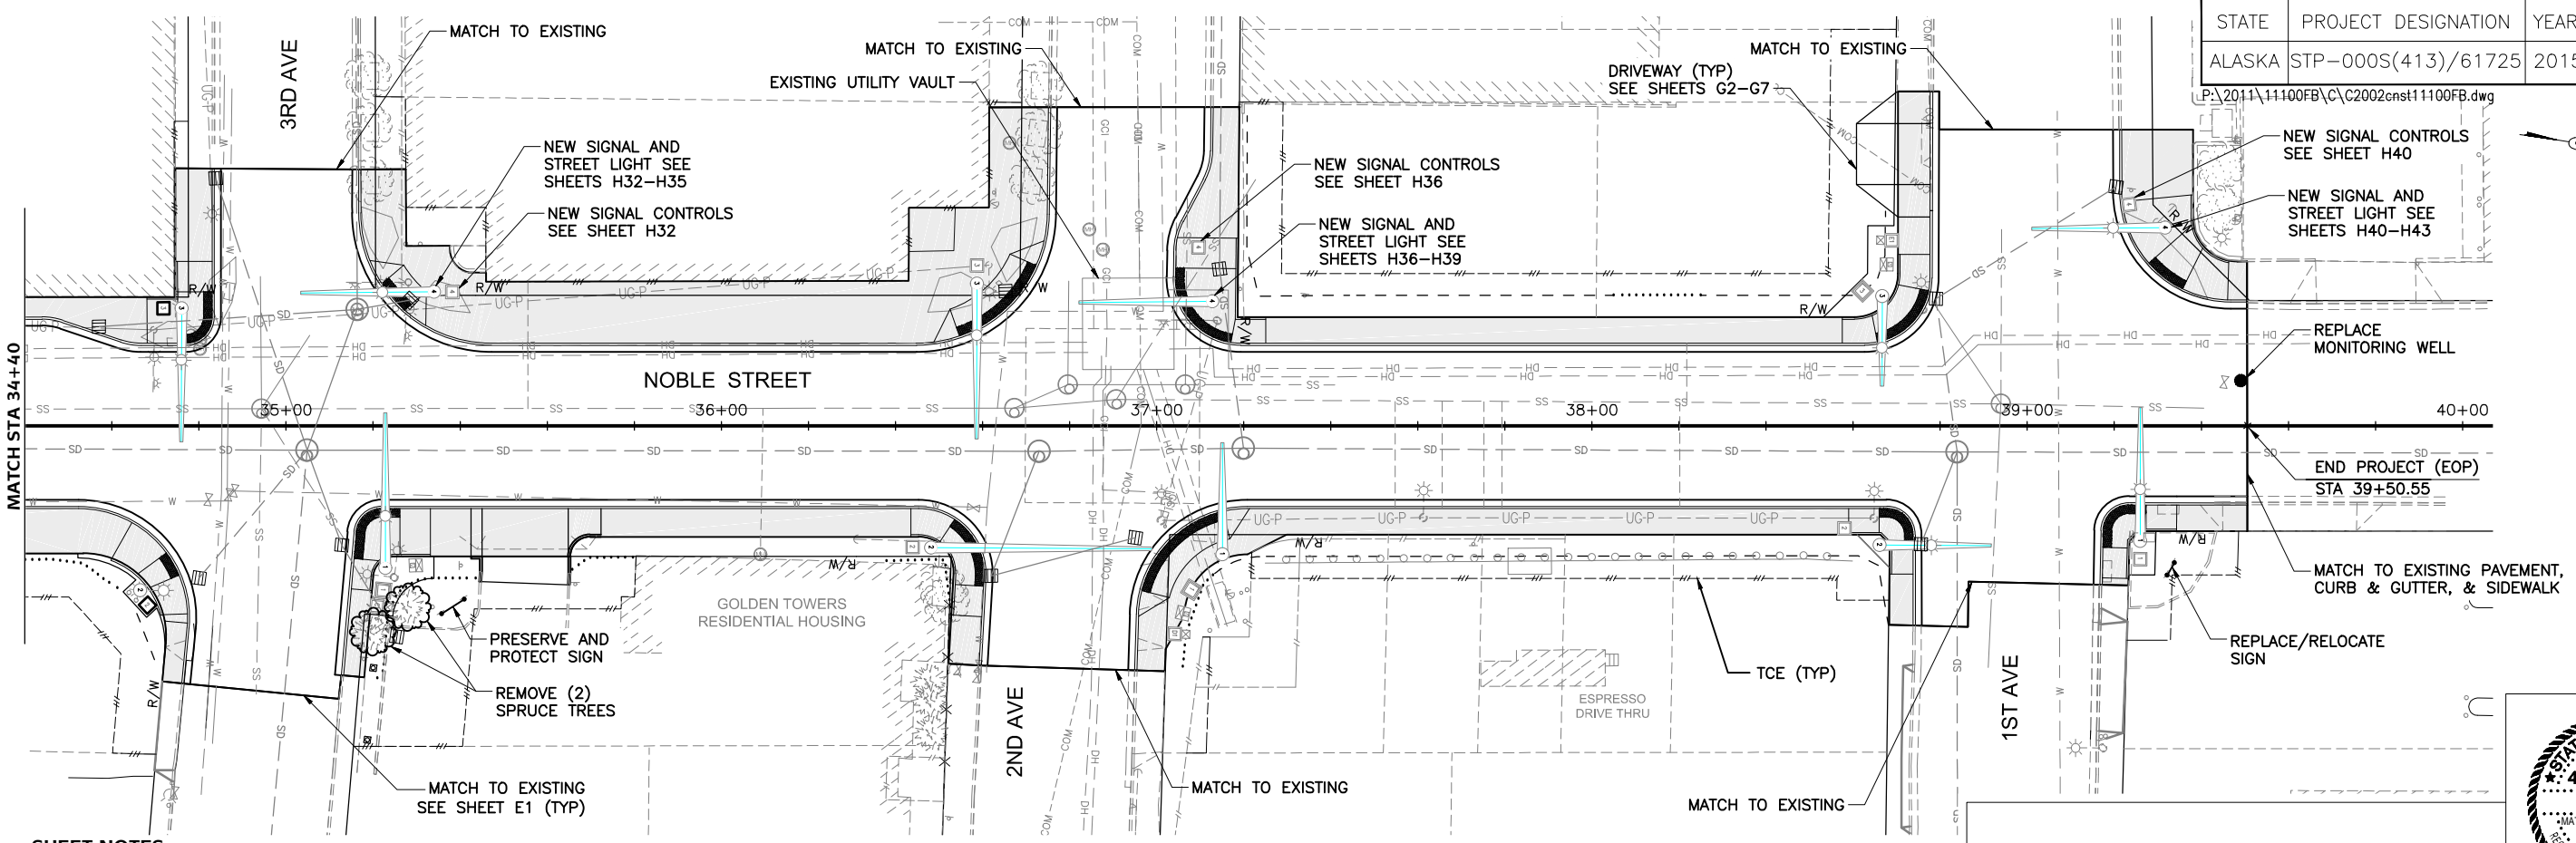 STATE PROJECT DESIGNATION YEAR
ALASKA STP-000S(413)/61725 2015
P:\2011\11100FB\C\C2002cnst11100FB.dwg
3RD AVE
MATCH TO EXISTING
MATCH TO EXISTING
EXISTING UTILITY VAULT
MATCH TO EXISTING
DRIVEWAY (TYP)
SEE SHEETS G2-G7
NEW SIGNAL AND
STREET LIGHT SEE
SHEETS H32-H35
NEW SIGNAL CONTROLS
SEE SHEET H32
NEW SIGNAL CONTROLS
SEE SHEET H36
NEW SIGNAL AND
STREET LIGHT SEE
SHEETS H36-H39
NEW SIGNAL CONTROLS
SEE SHEET H40
NEW SIGNAL AND
STREET LIGHT SEE
SHEETS H40-H43
REPLACE
MONITORING WELL
MATCH STA 34+40
NOBLE STREET
35+00
36+00
37+00
38+00
39+00
40+00
END PROJECT (EOP)
STA 39+50.55
MATCH TO EXISTING PAVEMENT,
CURB & GUTTER, & SIDEWALK
REPLACE/RELOCATE
SIGN
GOLDEN TOWERS
RESIDENTIAL HOUSING
PRESERVE AND
PROTECT SIGN
REMOVE (2)
SPRUCE TREES
MATCH TO EXISTING
SEE SHEET E1 (TYP)
2ND AVE
MATCH TO EXISTING
ESPRESSO
DRIVE THRU
TCE (TYP)
1ST AVE
MATCH TO EXISTING
SHEET NOTES